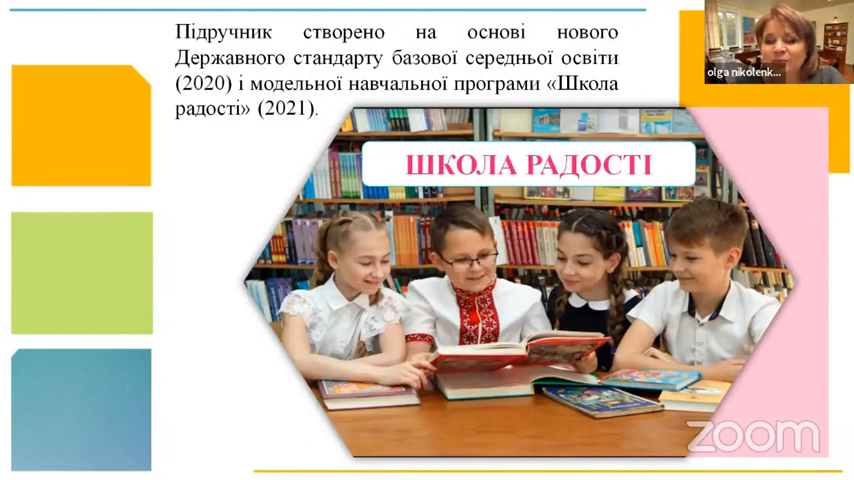 Підручник створено на основі нового
Державного стандарту базової середньої освіти
(2020) і модельної навчальної програми «Школа
радості» (2021).
olga nikolenk...
ШКОЛА РАДОСТІ
zoom